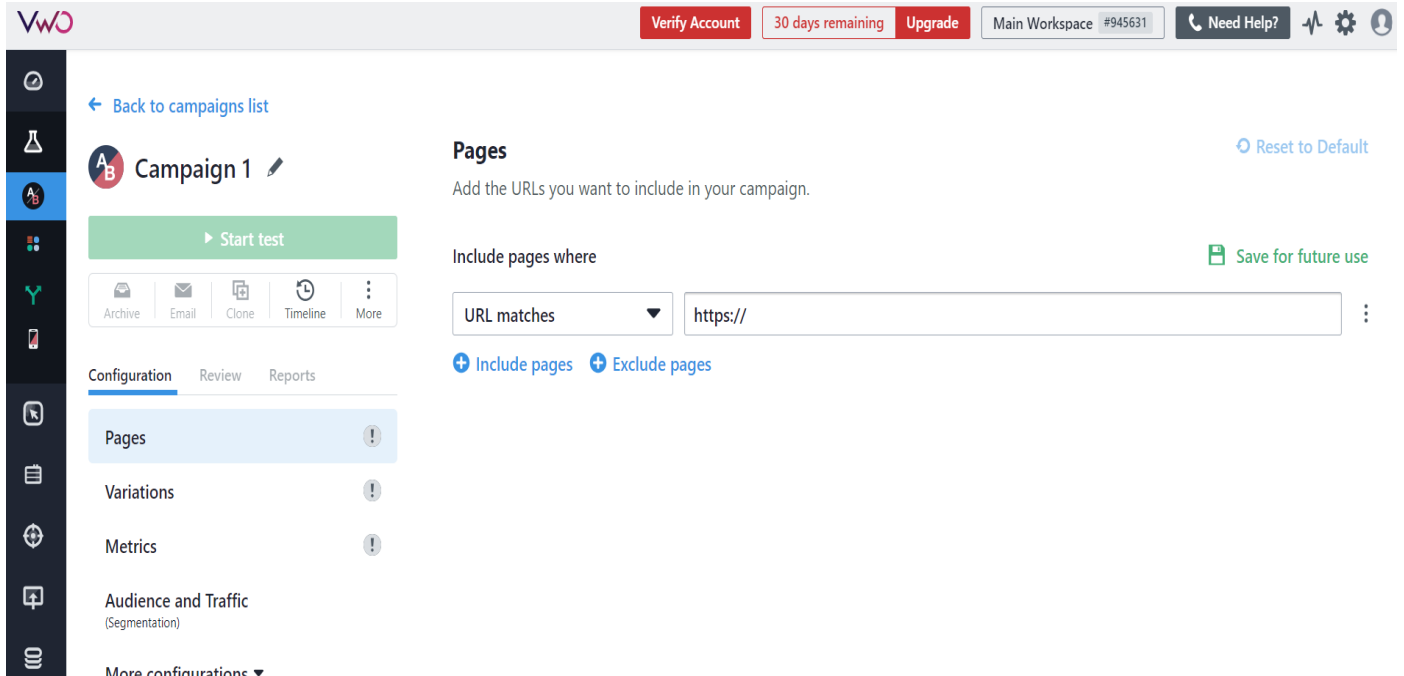 VWO
Verify Account
30 days remaining Upgrade
Main Workspace #945631
Need Help?
Back to campaigns list
A B Campaign 1
Start test
Archive Email Clone Timeline More
Configuration Review Reports
Pages !
Variations !
Metrics !
Audience and Traffic
(Segmentation)
More configurations
Pages
Reset to Default
Add the URLs you want to include in your campaign.
Include pages where
Save for future use
URL matches
https://
Include pages Exclude pages